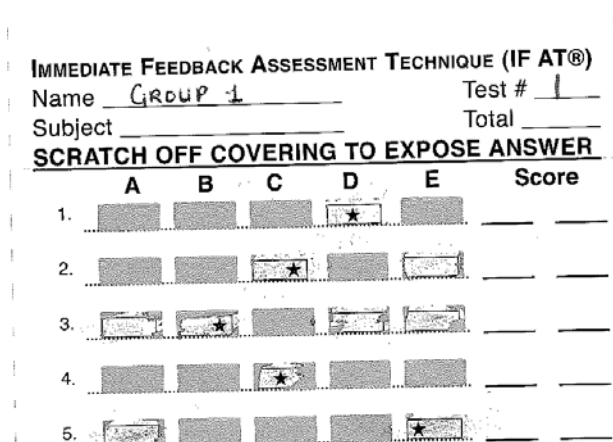 IMMEDIATE FEEDBACK ASSESSMENT TECHNIQUE (IF AT®)
Name GROUP 1 Test # 1
Subject Total
SCRATCH OFF COVERING TO EXPOSE ANSWER
A B C D E Score
1. ★
2. ★
3. ★
4. ★
5. ★